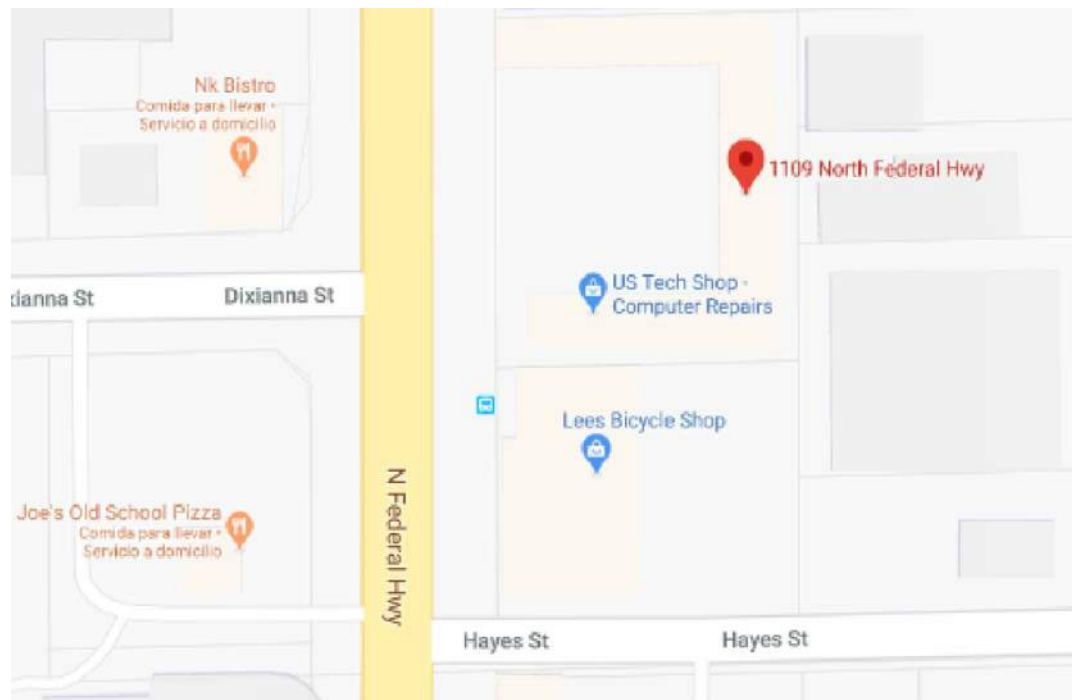 Nk Bistro
Comida para llevar ·
Servicio a domicilio
1109 North Federal Hwy
US Tech Shop -
Computer Repairs
xianna St
Dixianna St
Lees Bicycle Shop
Joe's Old School Pizza
Comida para llevar ·
Servicio a domicilio
N Federal Hwy
Hayes St
Hayes St